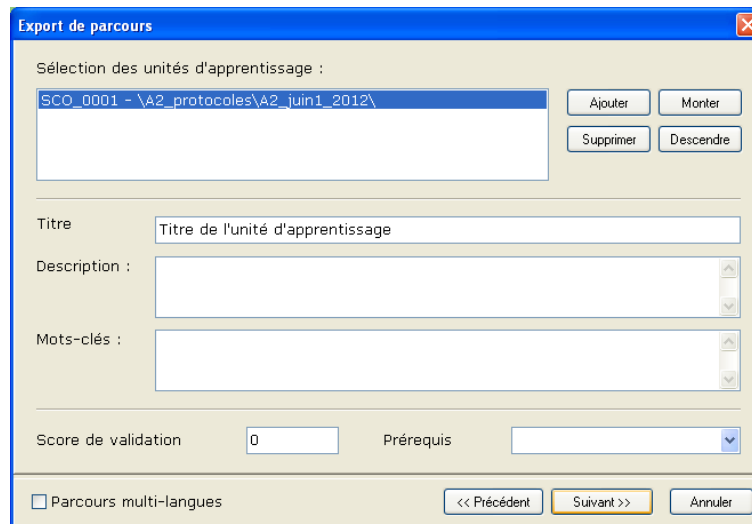 Export de parcours
Sélection des unités d'apprentissage :
SCO_0001 - \A2_protocoles\A2_juin1_2012\
Ajouter
Monter
Supprimer
Descendre
Titre
Titre de l'unité d'apprentissage
Description :
Mots-clés :
Score de validation
0
Prérequis
Parcours multi-langues
<< Précédent
Suivant >>
Annuler